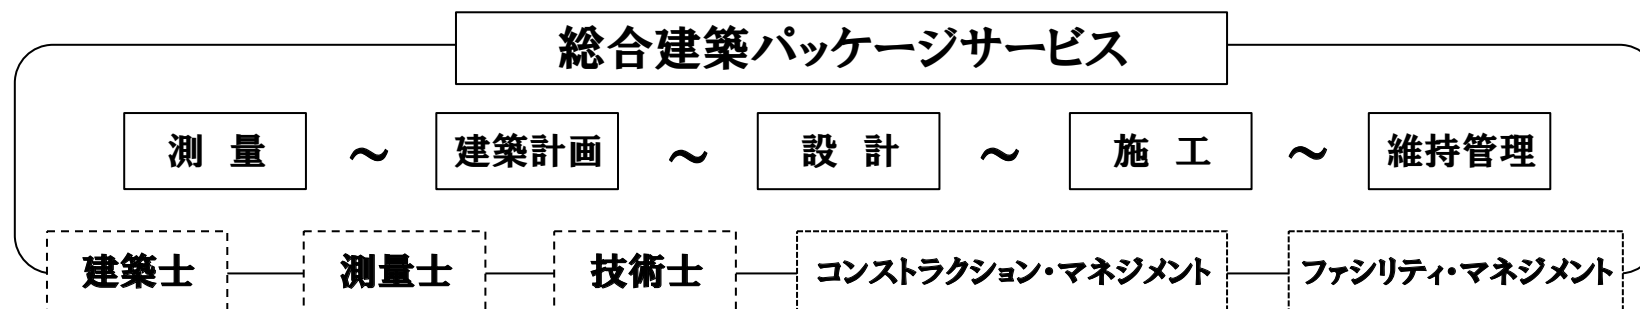 総合建築パッケージサービス
測 量 ～ 建築計画 ～ 設 計 ～ 施 工 ～ 維持管理
建築士 測量士 技術士 コンストラクション・マネジメント ファシリティ・マネジメント